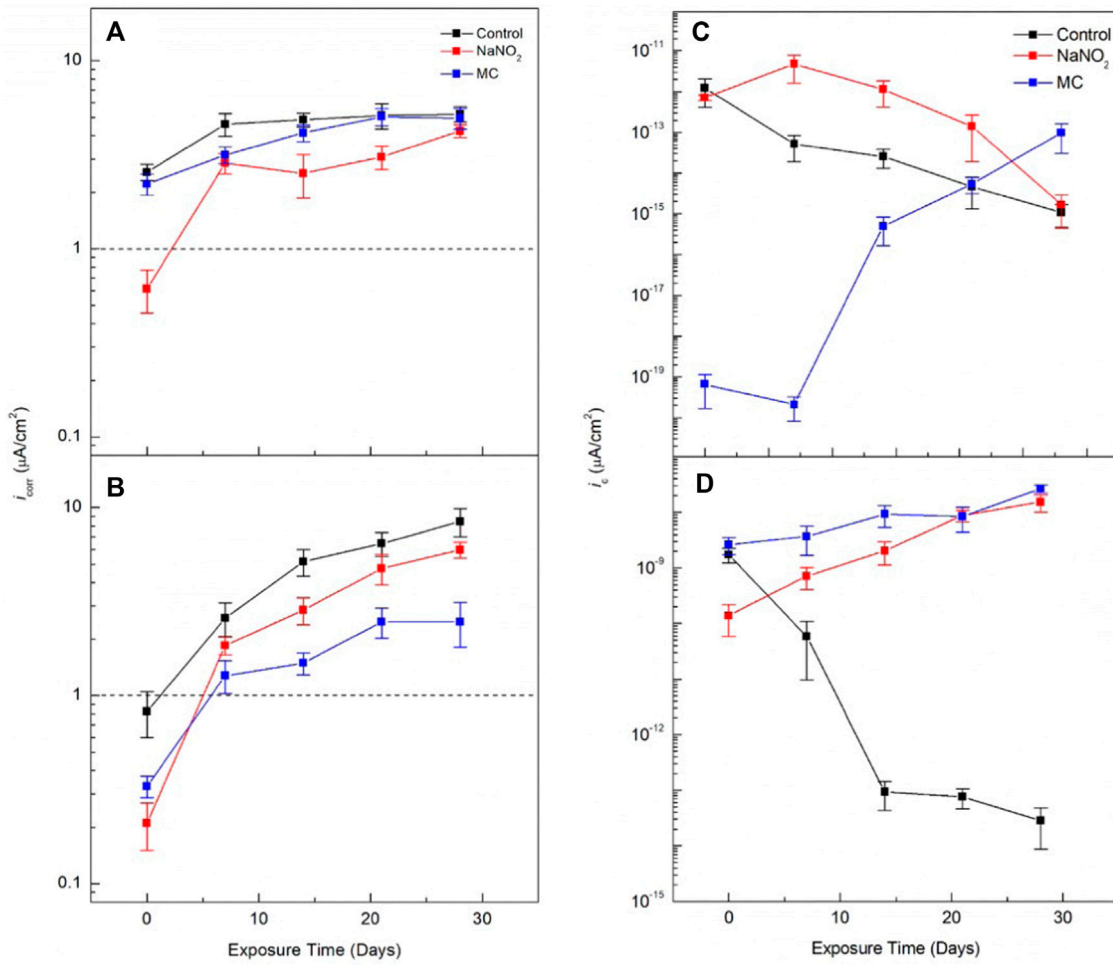 A
Control
NaNO₂
MC
10
1
0.1
B
10
1
0.1
0
10
20
30
Exposure Time (Days)
i_corr (μA/cm²)
C
Control
NaNO₂
MC
10⁻¹¹
10⁻¹³
10⁻¹⁵
10⁻¹⁷
10⁻¹⁹
D
10⁻⁹
10⁻¹²
10⁻¹⁵
0
10
20
30
Exposure Time (Days)
i_c (μA/cm²)